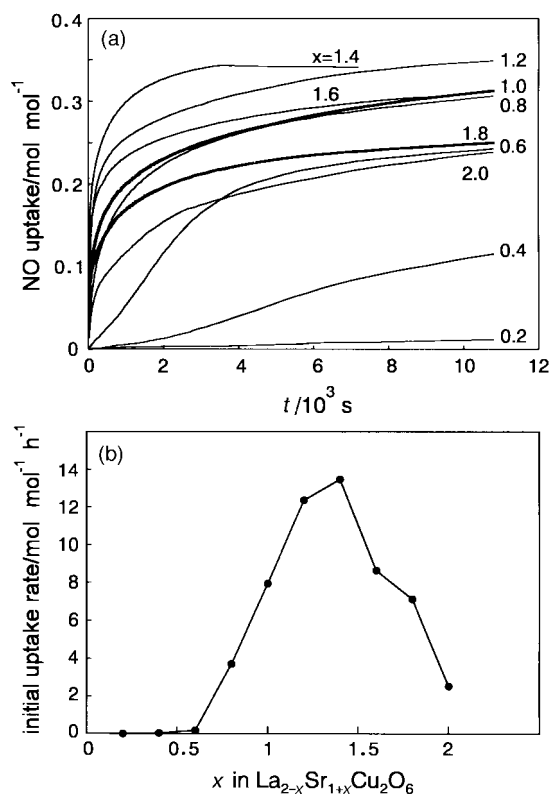 (a)
0.4
0.3
0.2
0.1
0
NO uptake/mol mol⁻¹
x=1.4
1.2
1.6
1.0
0.8
1.8
0.6
2.0
0.4
0.2
0 2 4 6 8 10 12
t /10³ s
(b)
14
12
10
8
6
4
2
0
initial uptake rate/mol mol⁻¹ h⁻¹
0 0.5 1 1.5 2
x in La₂₋ₓSr₁₊ₓCu₂O₆